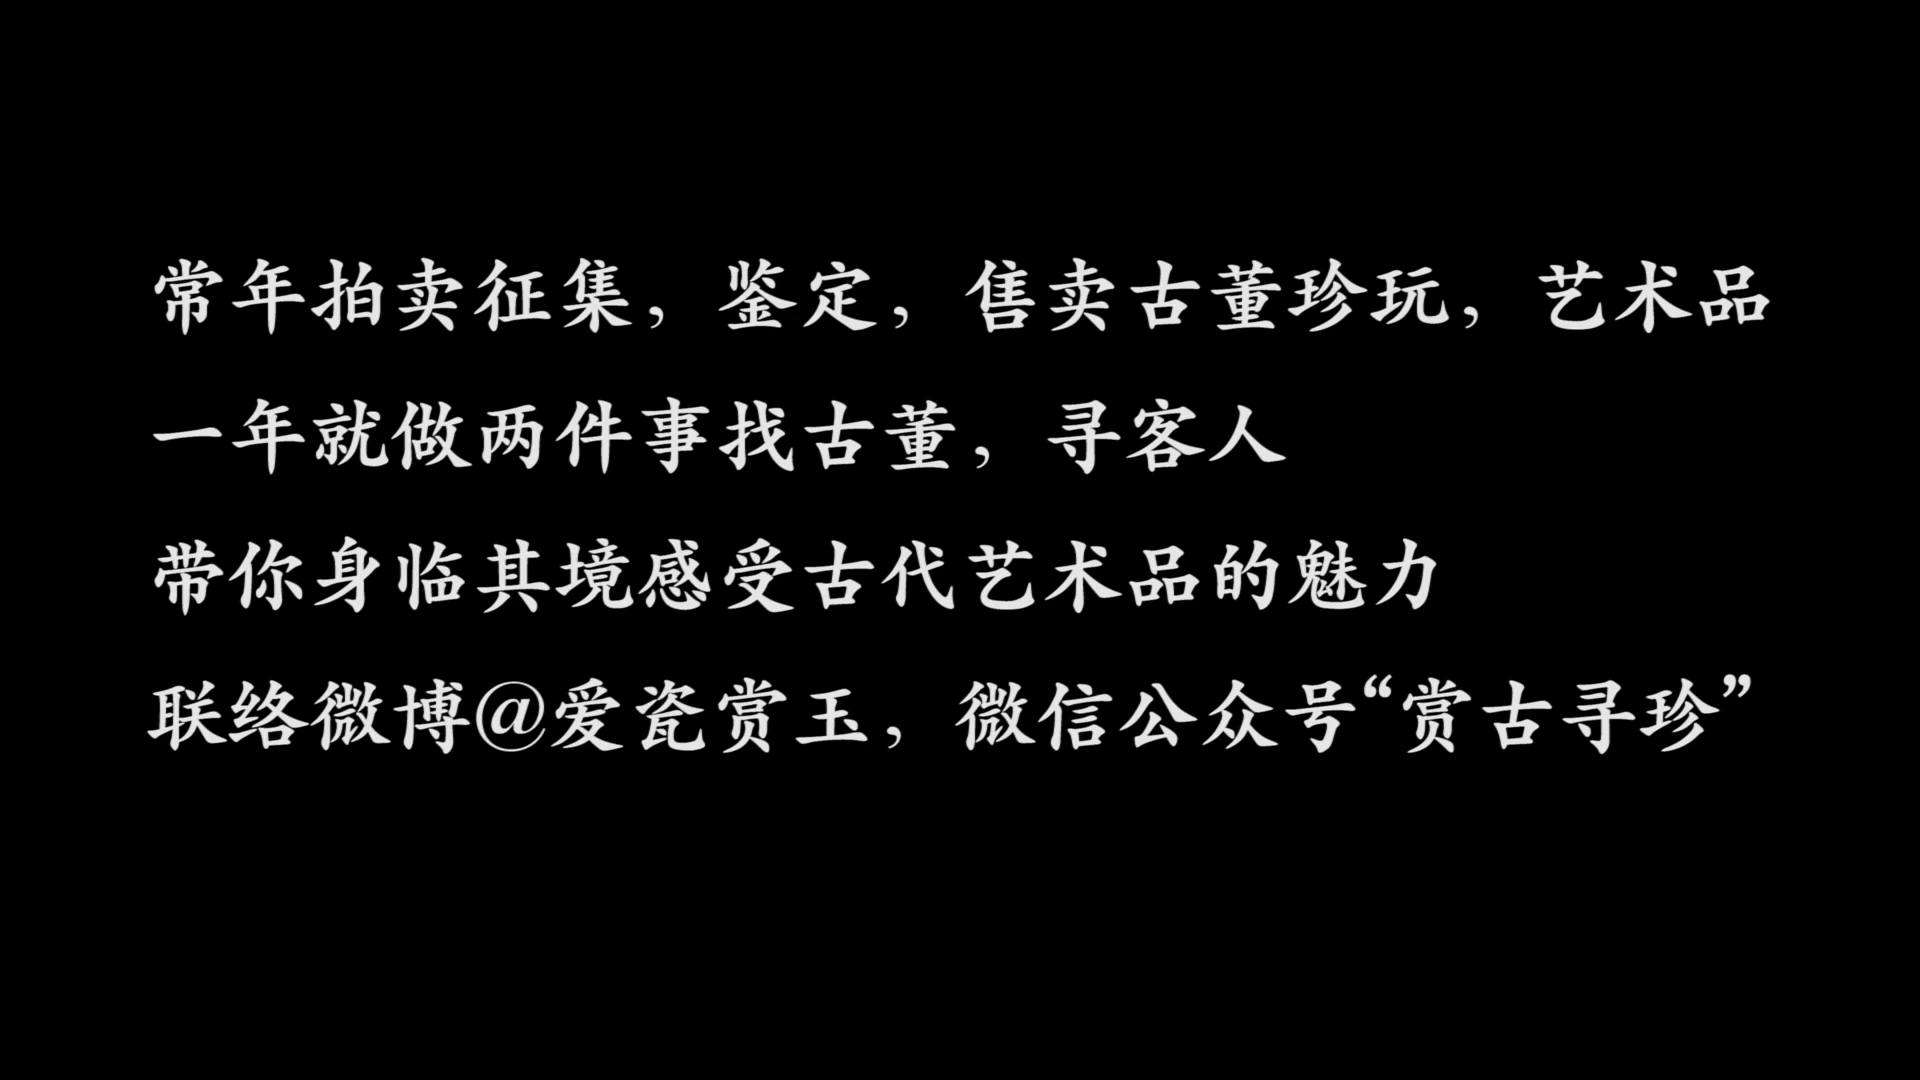 常年拍卖征集，鉴定，售卖古董珍玩，艺术品
一年就做两件事找古董，寻客人
带你身临其境感受古代艺术品的魅力
联络微博@爱瓷赏玉，微信公众号“赏古寻珍”